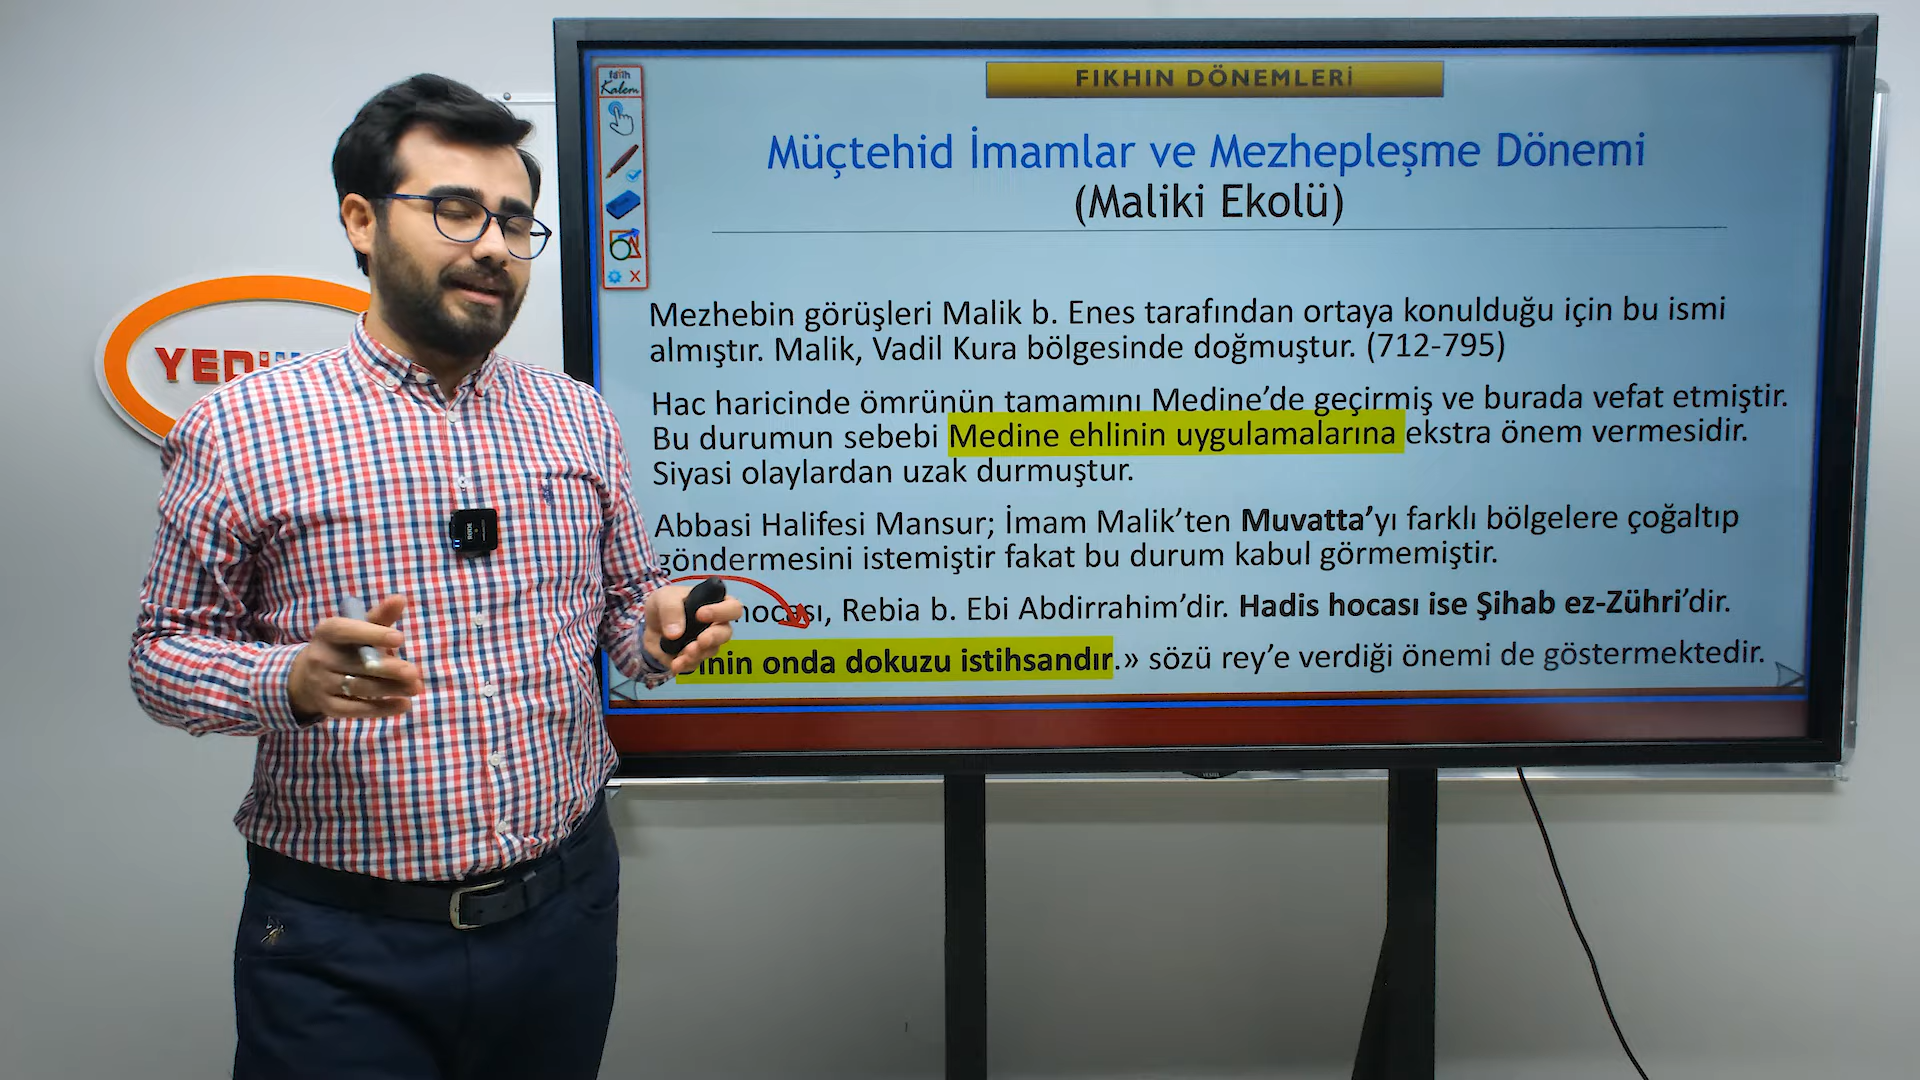 fatih
Kalem
FIKHIN DÖNEMLERİ
Müçtehid İmamlar ve Mezhepleşme Dönemi
(Maliki Ekolü)
Mezhebin görüşleri Malik b. Enes tarafından ortaya konulduğu için bu ismi
almıştır. Malik, Vadil Kura bölgesinde doğmuştur. (712-795)
Hac haricinde ömrünün tamamını Medine’de geçirmiş ve burada vefat etmiştir.
Bu durumun sebebi Medine ehlinin uygulamalarına ekstra önem vermesidir.
Siyasi olaylardan uzak durmuştur.
Abbasi Halifesi Mansur; İmam Malik’ten Muvatta’yı farklı bölgelere çoğaltıp
göndermesini istemiştir fakat bu durum kabul görmemiştir.
hocası, Rebia b. Ebi Abdirrahim’dir. Hadis hocası ise Şihab ez-Zühri’dir.
onda dokuzu istihsandır.» sözü rey’e verdiği önemi de göstermektedir.
YEDİ